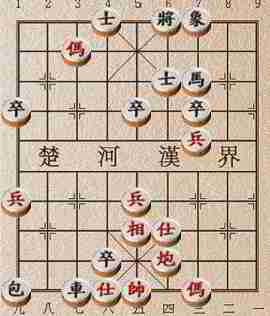 1 2 3 4 5 6 7 8 9
士 將 象
傌
士 馬
卒 卒 卒
兵
楚 河 漢 界
兵 兵
相 仕
卒 炮
包 車 仕 帥 傌
九 八 七 六 五 四 三 二 一